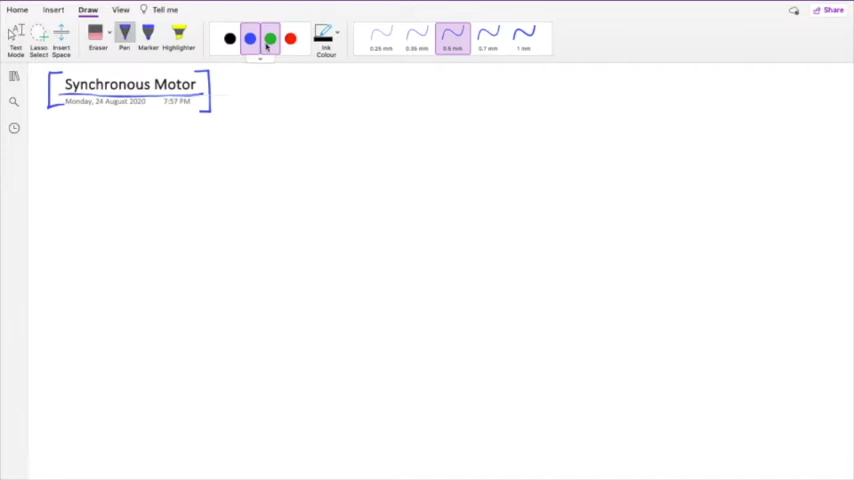 Home Insert Draw View Tell me Share
Text Mode
Lasso Select
Insert Space
Eraser
Pen
Marker
Highlighter
Ink Colour
0.25 mm
0.35 mm
0.5 mm
0.7 mm
1 mm
Synchronous Motor
Monday, 24 August 2020 7:57 PM